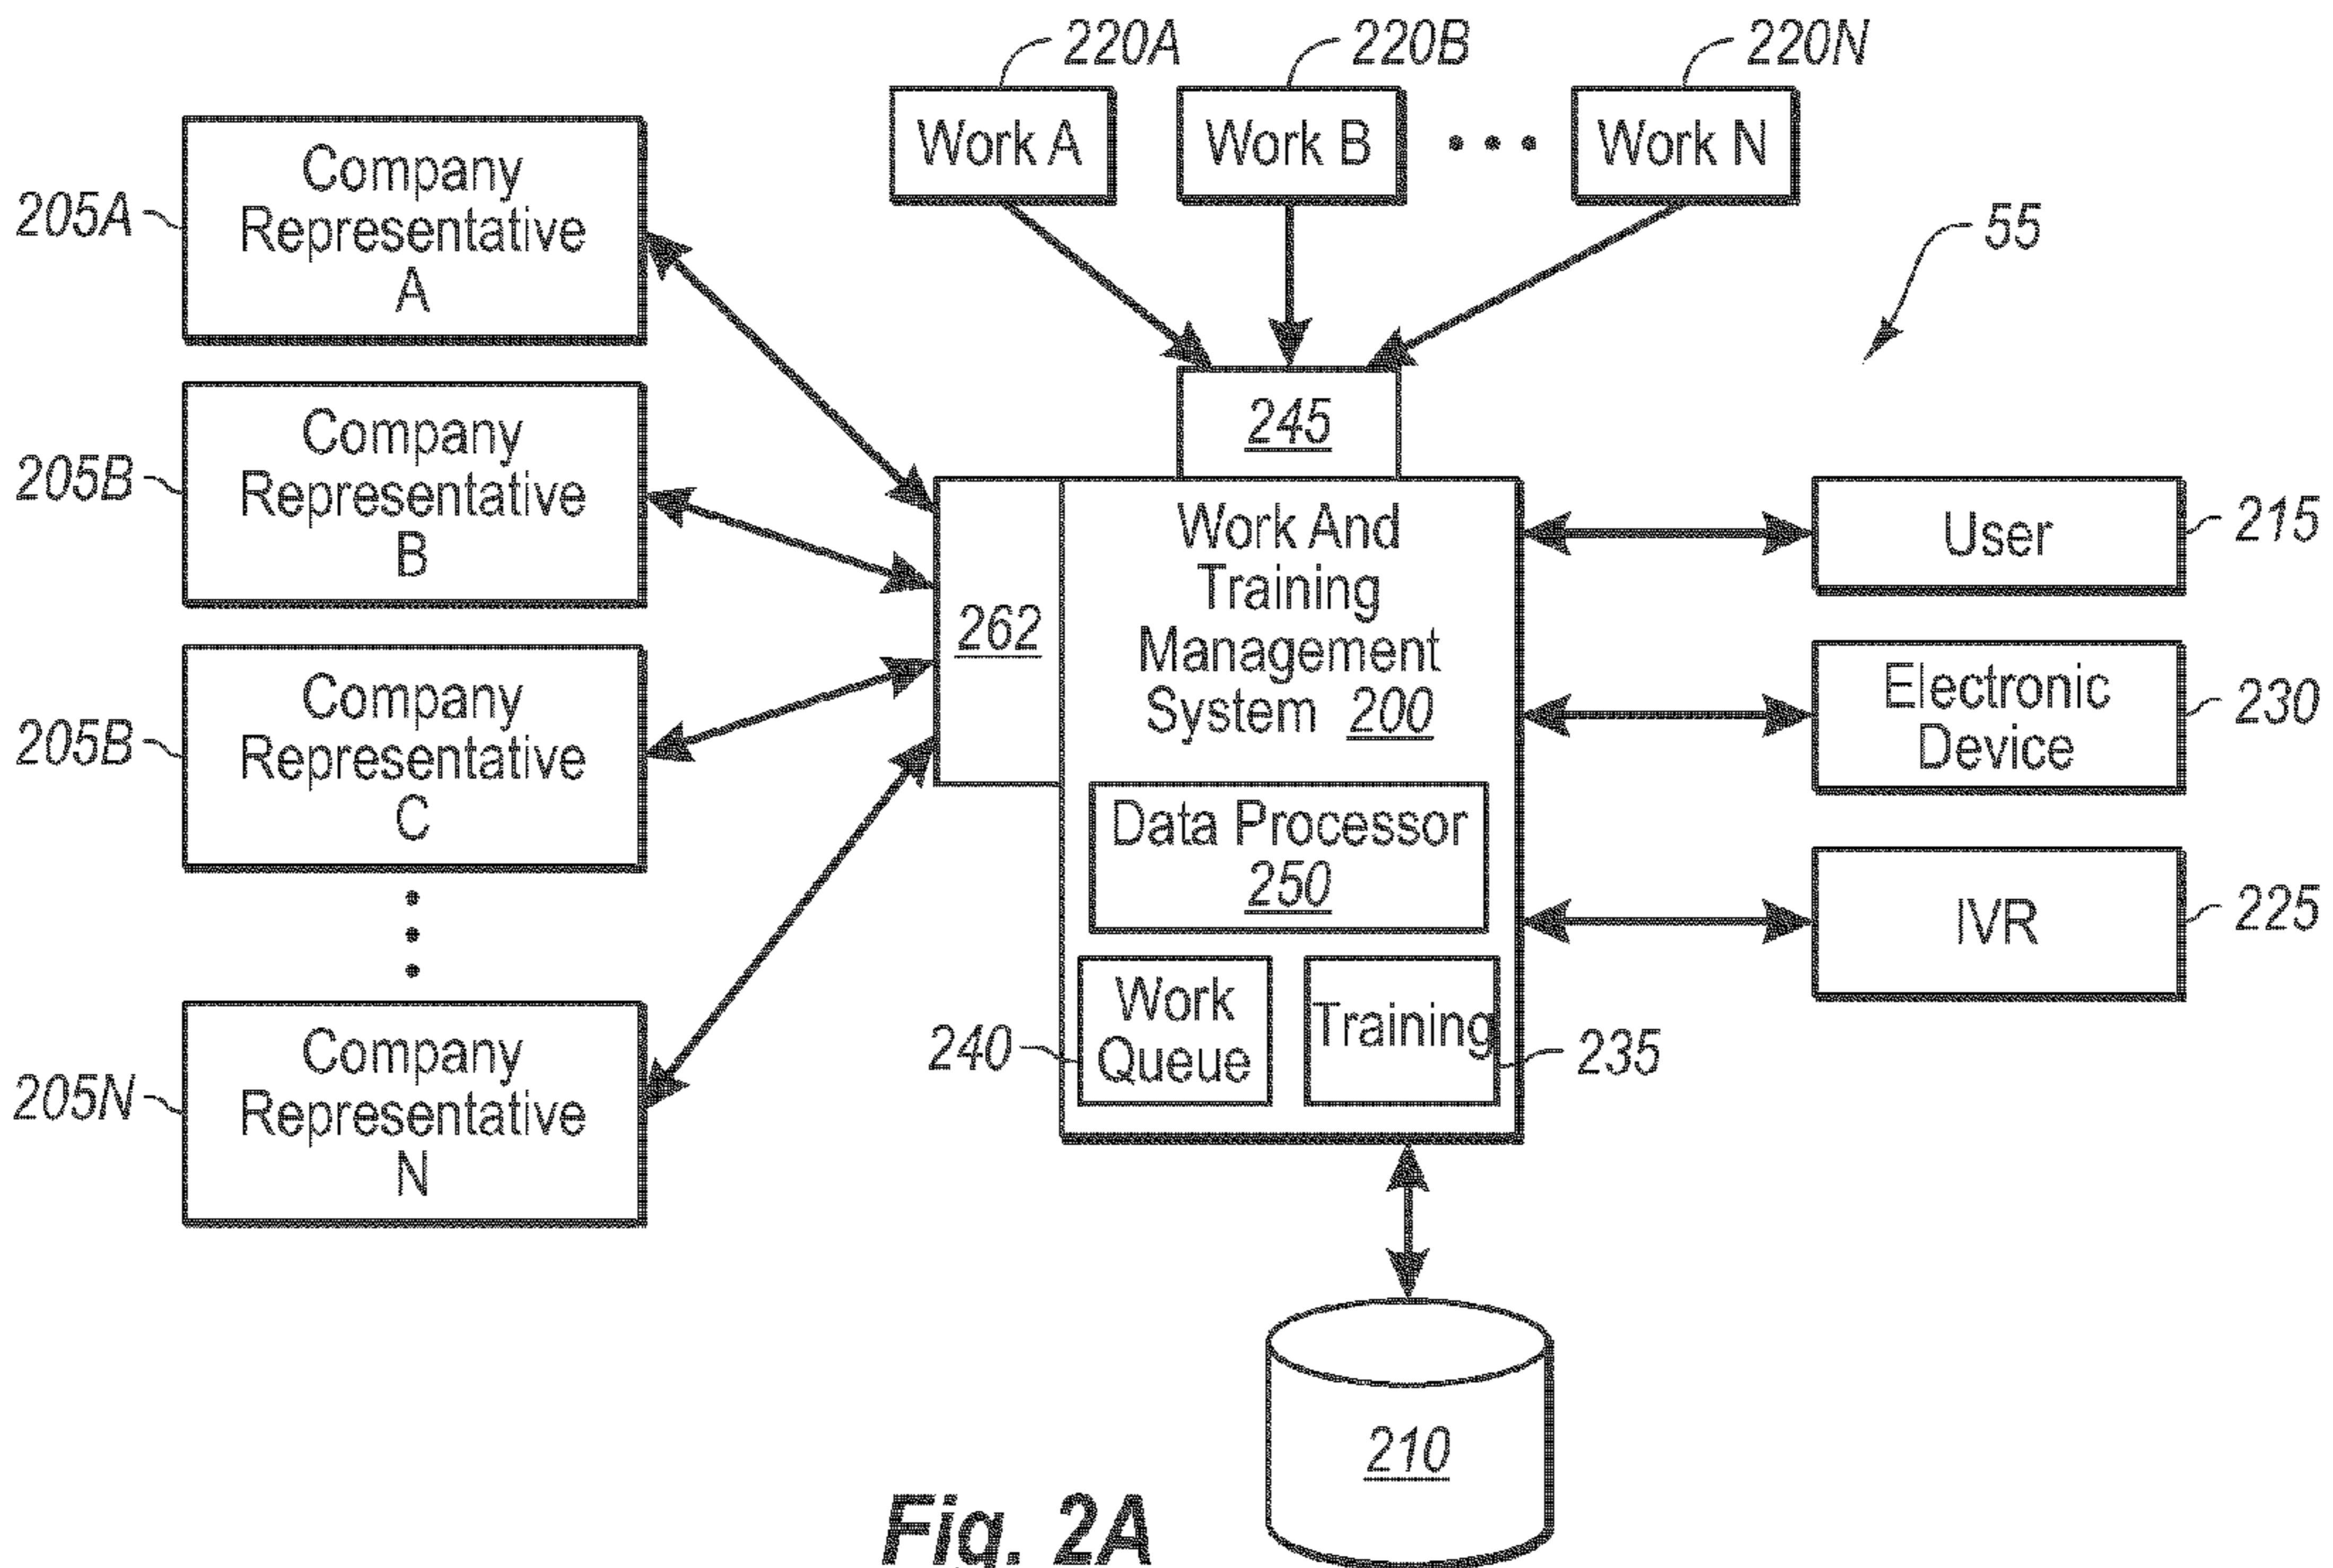 220A
220B
220N
Work A
Work B
Work N
55
205A
Company
Representative
A
205B
Company
Representative
B
205B
Company
Representative
C
205N
Company
Representative
N
245
262
Work And
Training
Management
System 200
Data Processor
250
240
Work
Queue
Training
235
User
215
Electronic
Device
230
IVR
225
210
Fig. 2A